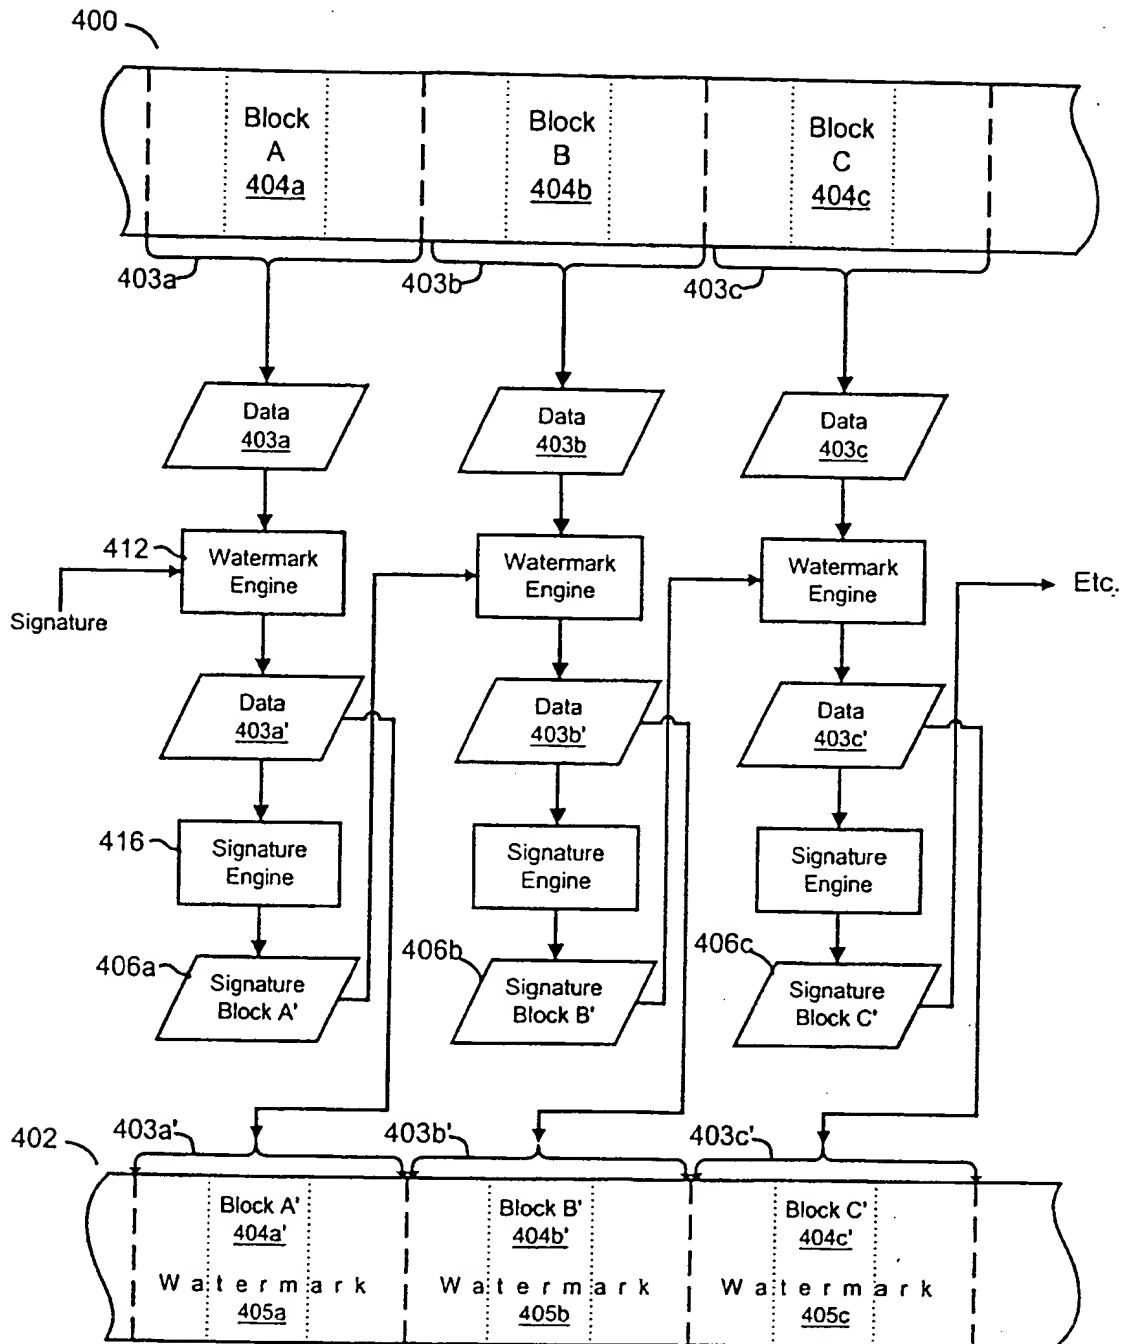 400
Block A 404a
Block B 404b
Block C 404c
403a
403b
403c
Data 403a
Data 403b
Data 403c
412
Watermark Engine
Watermark Engine
Watermark Engine
Signature
Etc.
Data 403a'
Data 403b'
Data 403c'
416
Signature Engine
Signature Engine
Signature Engine
406a
Signature Block A'
406b
Signature Block B'
406c
Signature Block C'
402
403a'
403b'
403c'
Block A' 404a'
Block B' 404b'
Block C' 404c'
Watermark 405a
Watermark 405b
Watermark 405c